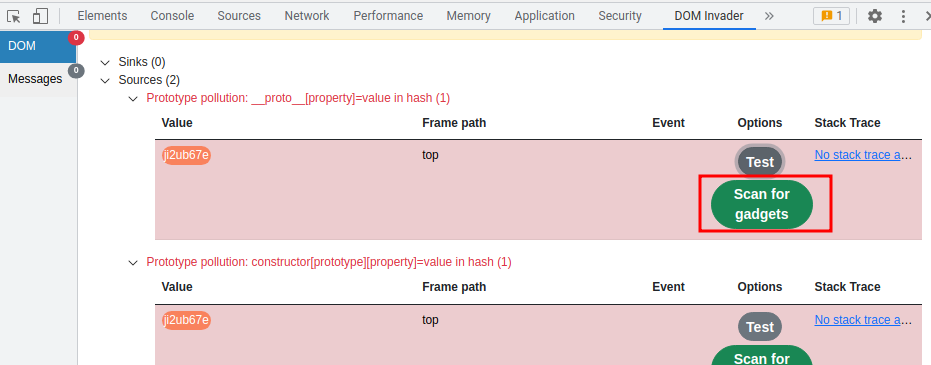 Elements Console Sources Network Performance Memory Application Security DOM Invader » 1
DOM 0
Messages 0
Sinks (0)
Sources (2)
Prototype pollution: __proto__[property]=value in hash (1)
Value Frame path Event Options Stack Trace
ji2ub67e top Test No stack trace a...
Scan for
gadgets
Prototype pollution: constructor[prototype][property]=value in hash (1)
Value Frame path Event Options Stack Trace
ji2ub67e top Test No stack trace a...
Scan for